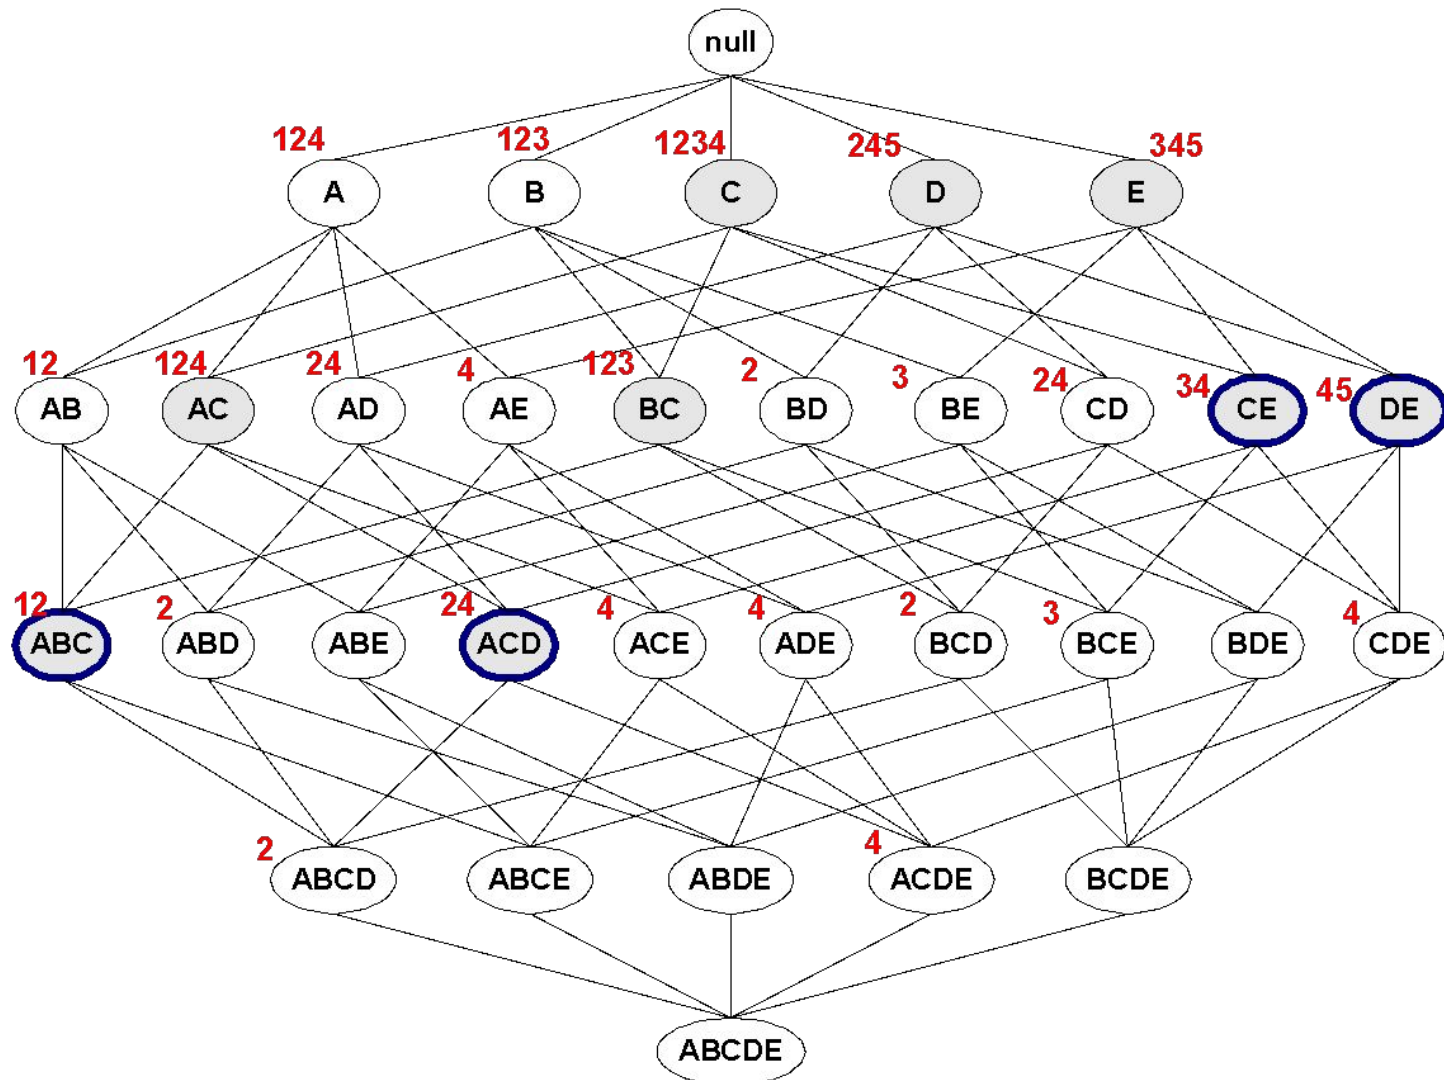 null
124 123 1234 245 345
A B C D E
12 124 24 4 123 2 3 24 34 45
AB AC AD AE BC BD BE CD CE DE
12 2 24 4 4 2 3 4
ABC ABD ABE ACD ACE ADE BCD BCE BDE CDE
2 4
ABCD ABCE ABDE ACDE BCDE
ABCDE